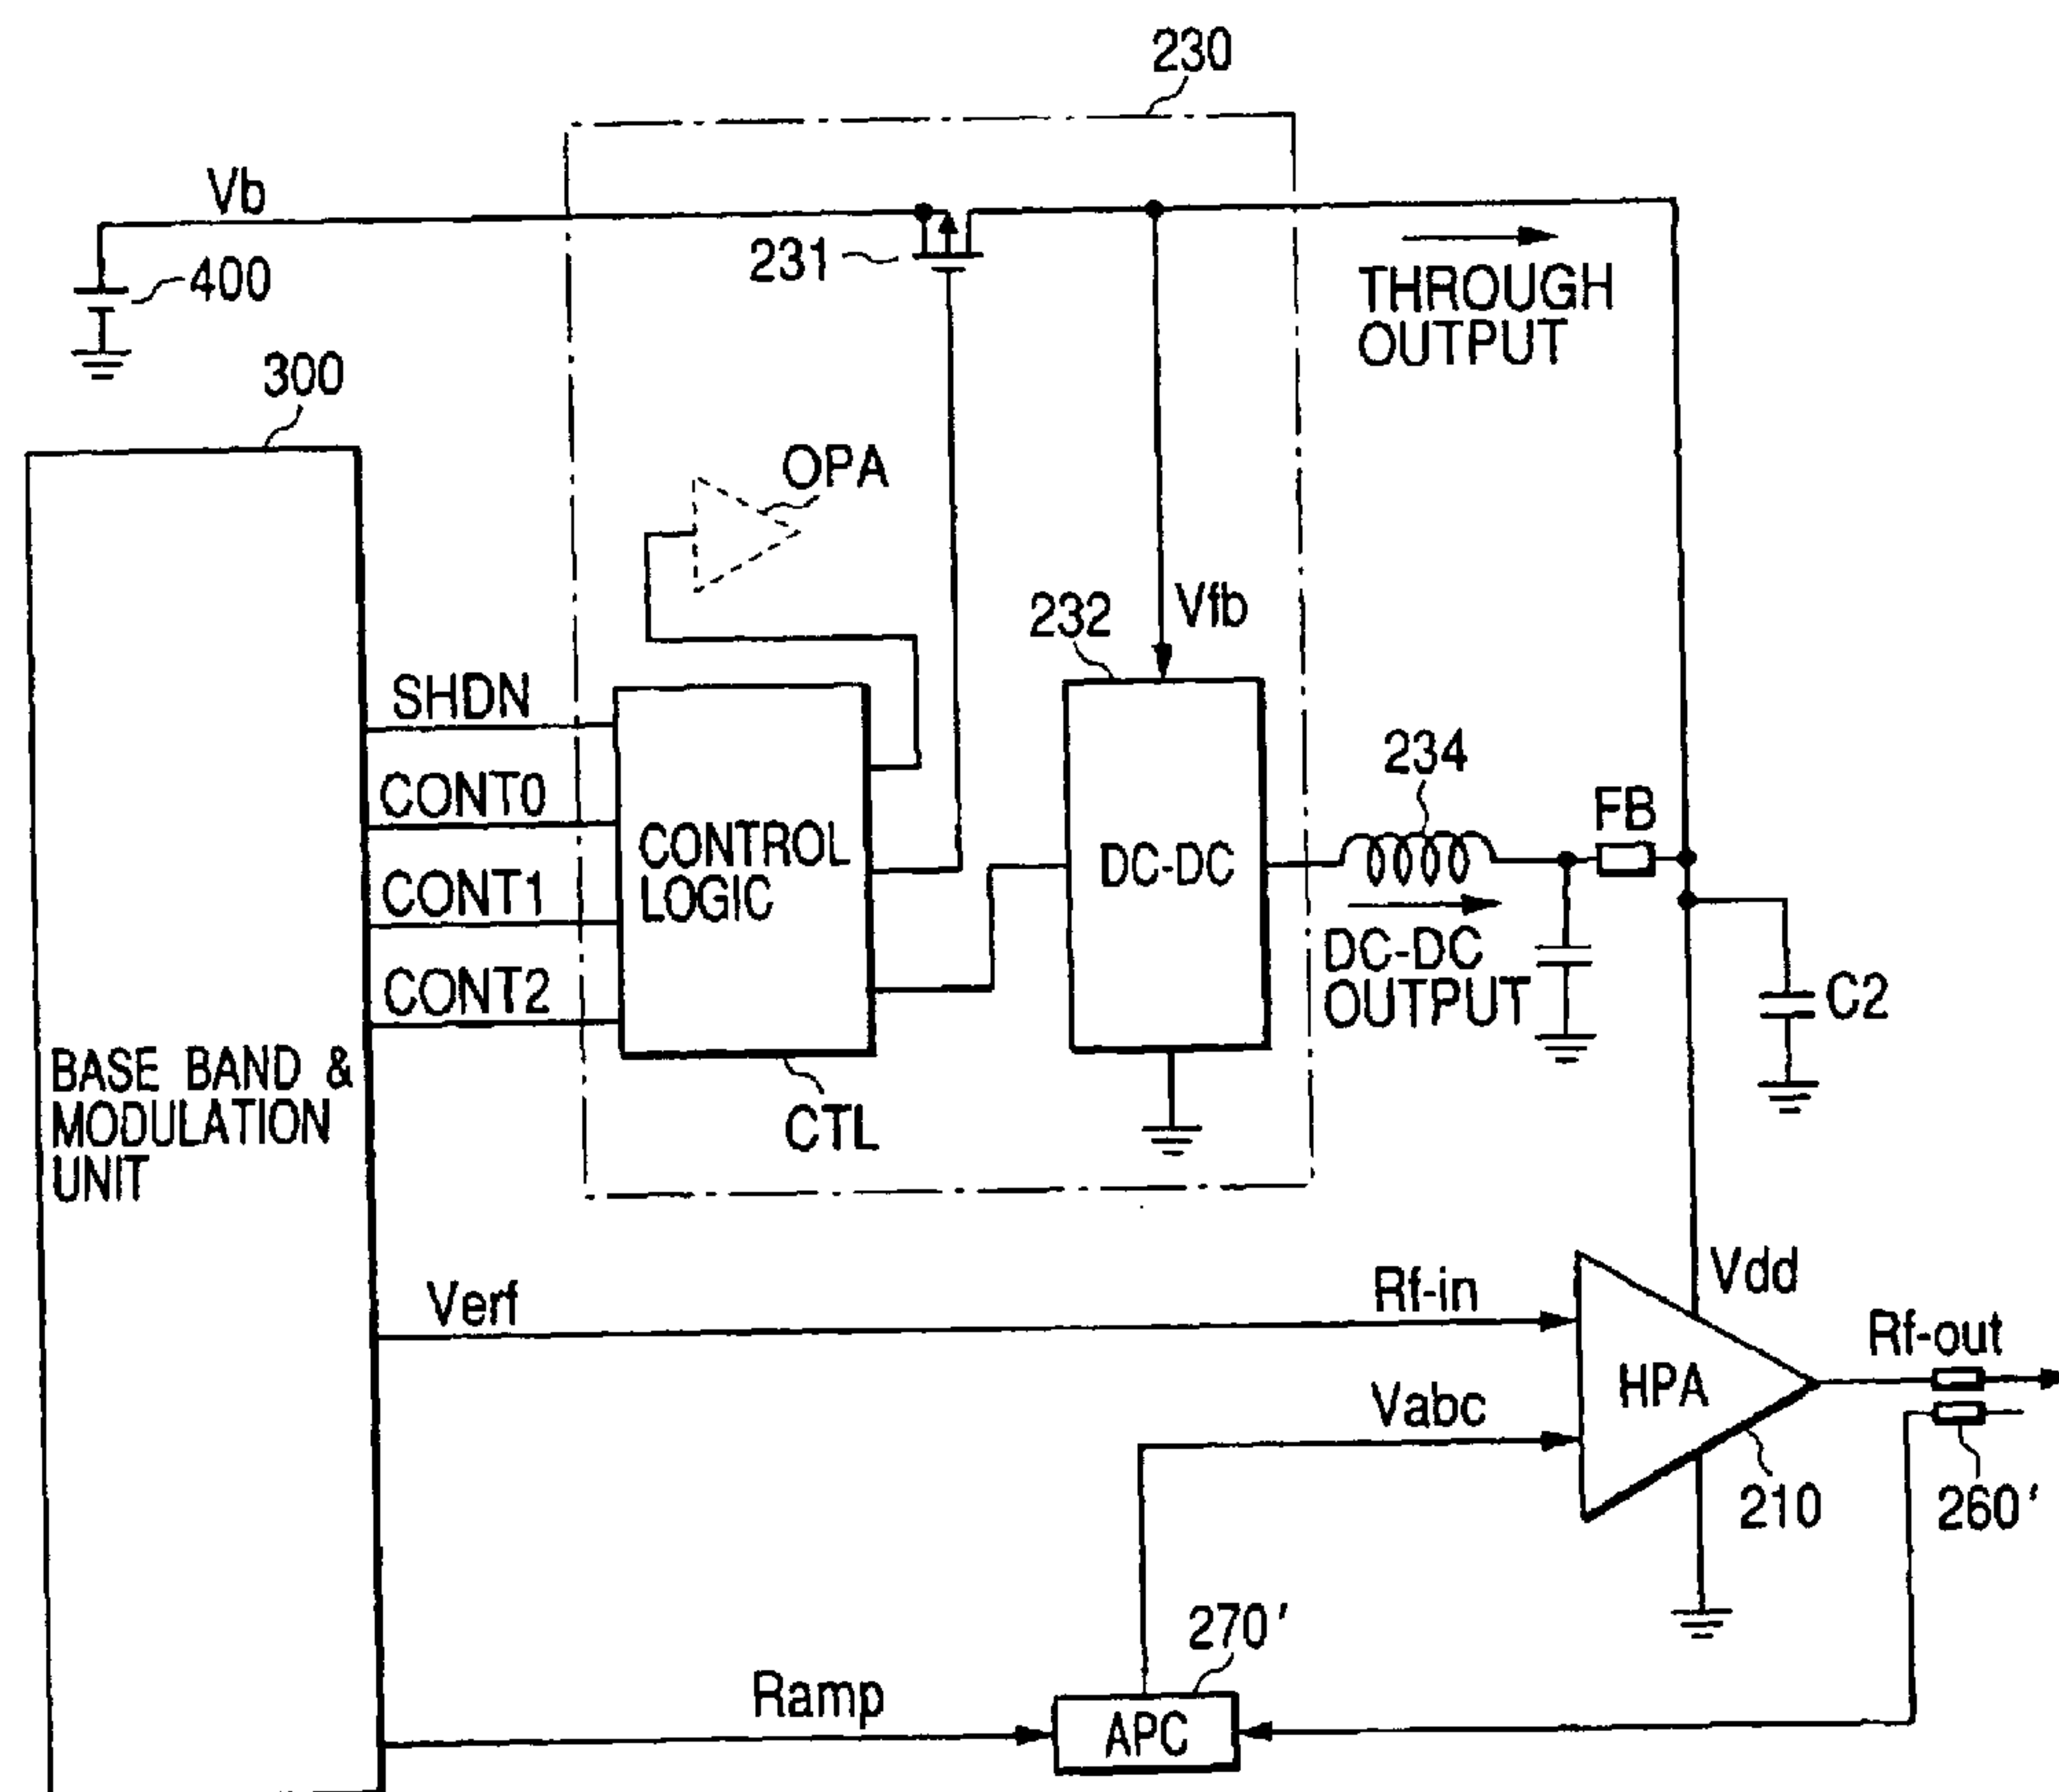 230
Vb
231
400
THROUGH
OUTPUT
300
OPA
232
Vfb
SHDN
234
CONT0
FB
CONTROL
LOGIC
DC-DC
CONT1
DC-DC
OUTPUT
CONT2
C2
BASE BAND &
MODULATION
UNIT
CTL
Vdd
Verf
Rf-in
Rf-out
HPA
Vabc
210
260'
270'
Ramp
APC